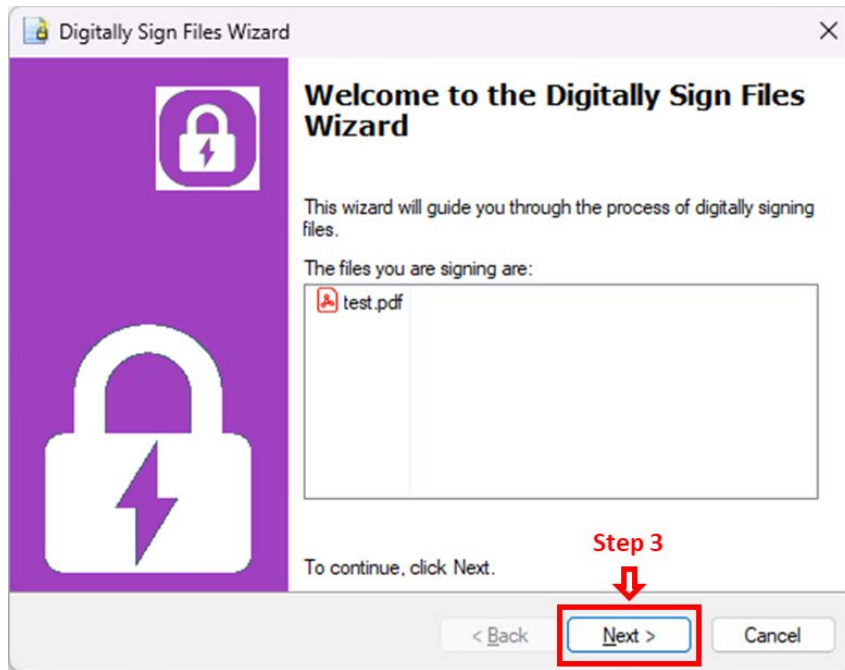 Digitally Sign Files Wizard
Welcome to the Digitally Sign Files
Wizard
This wizard will guide you through the process of digitally signing
files.
The files you are signing are:
test.pdf
Step 3
To continue, click Next.
< Back
Next >
Cancel